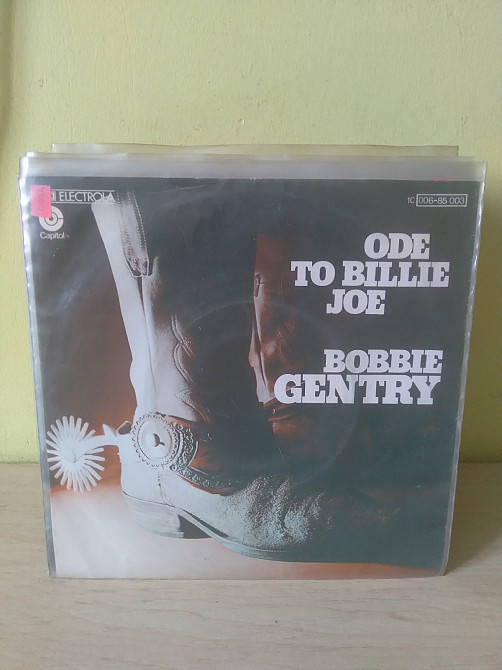 ELECTROLA
1C 006-85 003
Capitol
ODE
TO BILLIE
JOE
BOBBIE
GENTRY